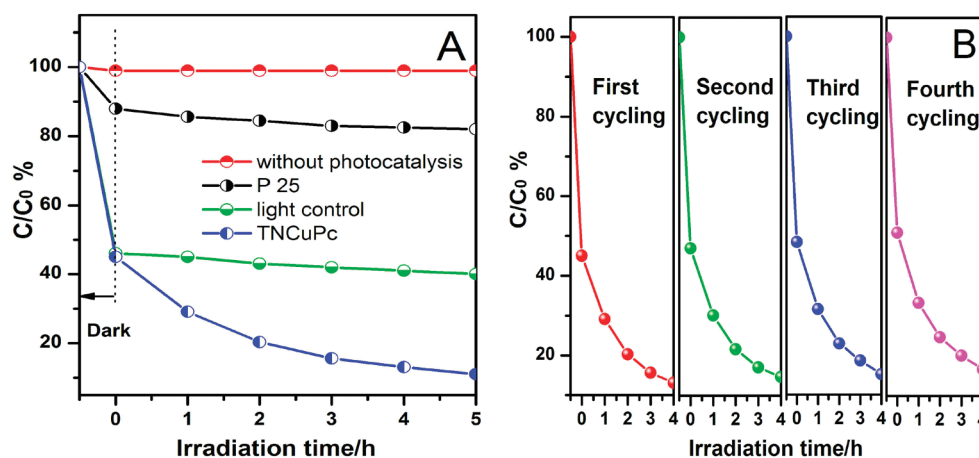 A
C/C0 %
100
80
60
40
20
without photocatalysis
P 25
light control
TNCuPc
Dark
0 1 2 3 4 5
Irradiation time/h
B
C/C0 %
100
80
60
40
20
First
cycling
Second
cycling
Third
cycling
Fourth
cycling
0 1 2 3 4 0 1 2 3 4 0 1 2 3 4 0 1 2 3 4
Irradiation time/h